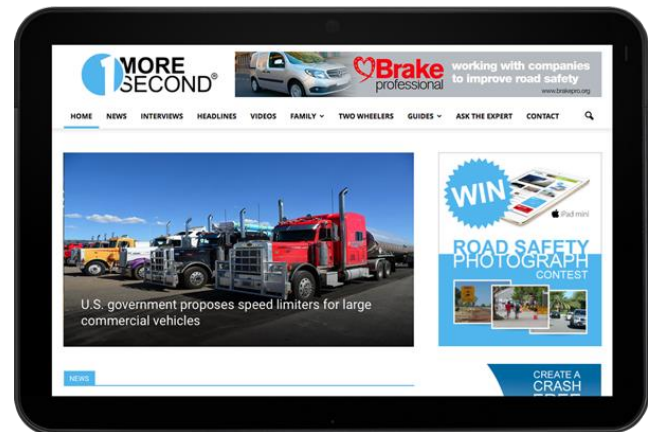 1MORE
SECOND®
Brake
professional
working with companies
to improve road safety
www.brakepro.org
HOME NEWS INTERVIEWS HEADLINES VIDEOS FAMILY TWO WHEELERS GUIDES ASK THE EXPERT CONTACT
U.S. government proposes speed limiters for large
commercial vehicles
WIN
iPad mini
ROAD SAFETY
PHOTOGRAPH
CONTEST
NEWS
CREATE A
CRASH
FREE